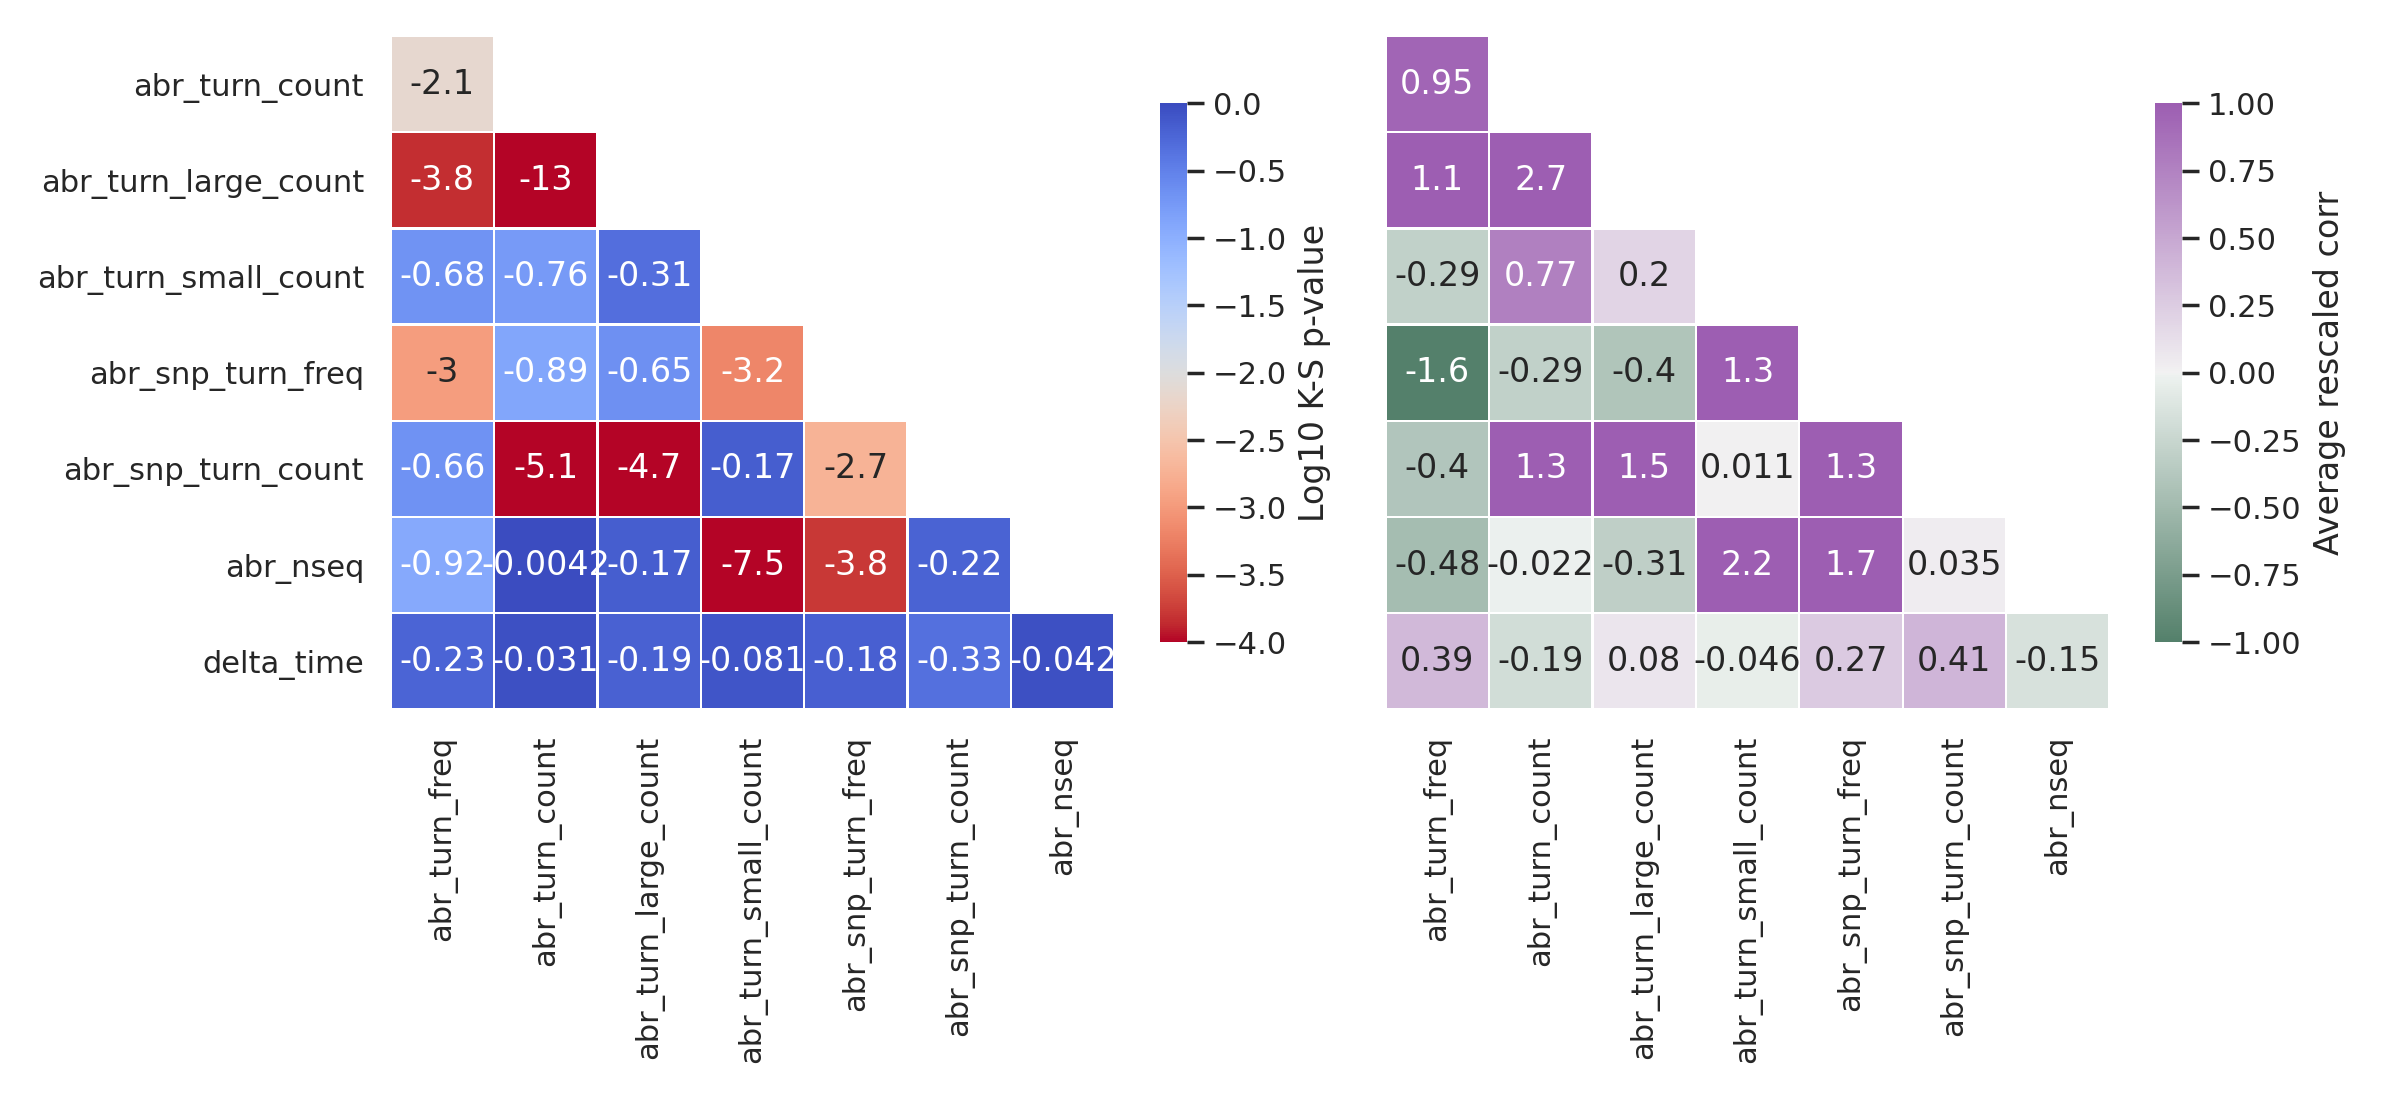 abr_turn_count
-2.1
abr_turn_large_count
-3.8 -13
abr_turn_small_count
-0.68 -0.76 -0.31
abr_snp_turn_freq
-3 -0.89 -0.65 -3.2
abr_snp_turn_count
-0.66 -5.1 -4.7 -0.17 -2.7
abr_nseq
-0.92 -0.0042 -0.17 -7.5 -3.8 -0.22
delta_time
-0.23 -0.031 -0.19 -0.081 -0.18 -0.33 -0.042
abr_turn_freq
abr_turn_count
abr_turn_large_count
abr_turn_small_count
abr_snp_turn_freq
abr_snp_turn_count
abr_nseq
0.0
−0.5
−1.0
−1.5
−2.0
−2.5
−3.0
−3.5
−4.0
Log10 K-S p-value
0.95
1.1 2.7
-0.29 0.77 0.2
-1.6 -0.29 -0.4 1.3
-0.4 1.3 1.5 0.011 1.3
-0.48 -0.022 -0.31 2.2 1.7 0.035
0.39 -0.19 0.08 -0.046 0.27 0.41 -0.15
abr_turn_freq
abr_turn_count
abr_turn_large_count
abr_turn_small_count
abr_snp_turn_freq
abr_snp_turn_count
abr_nseq
1.00
0.75
0.50
0.25
0.00
−0.25
−0.50
−0.75
−1.00
Average rescaled corr